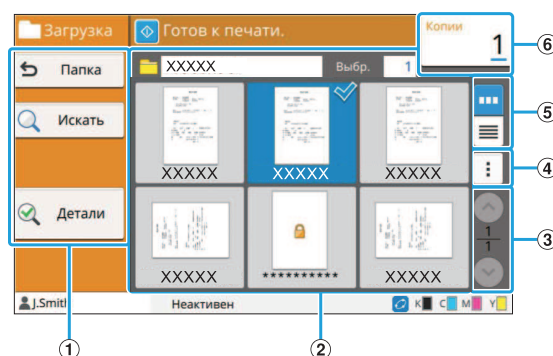 Загрузка
Готов к печати.
Копии
1
Папка
XXXXX
Выбр. 1
Искать
XXXXX XXXXX XXXXX
Детали
1
1
XXXXX ********** XXXXX
J.Smith Неактивен K C M Y
6
5
4
3
1 2